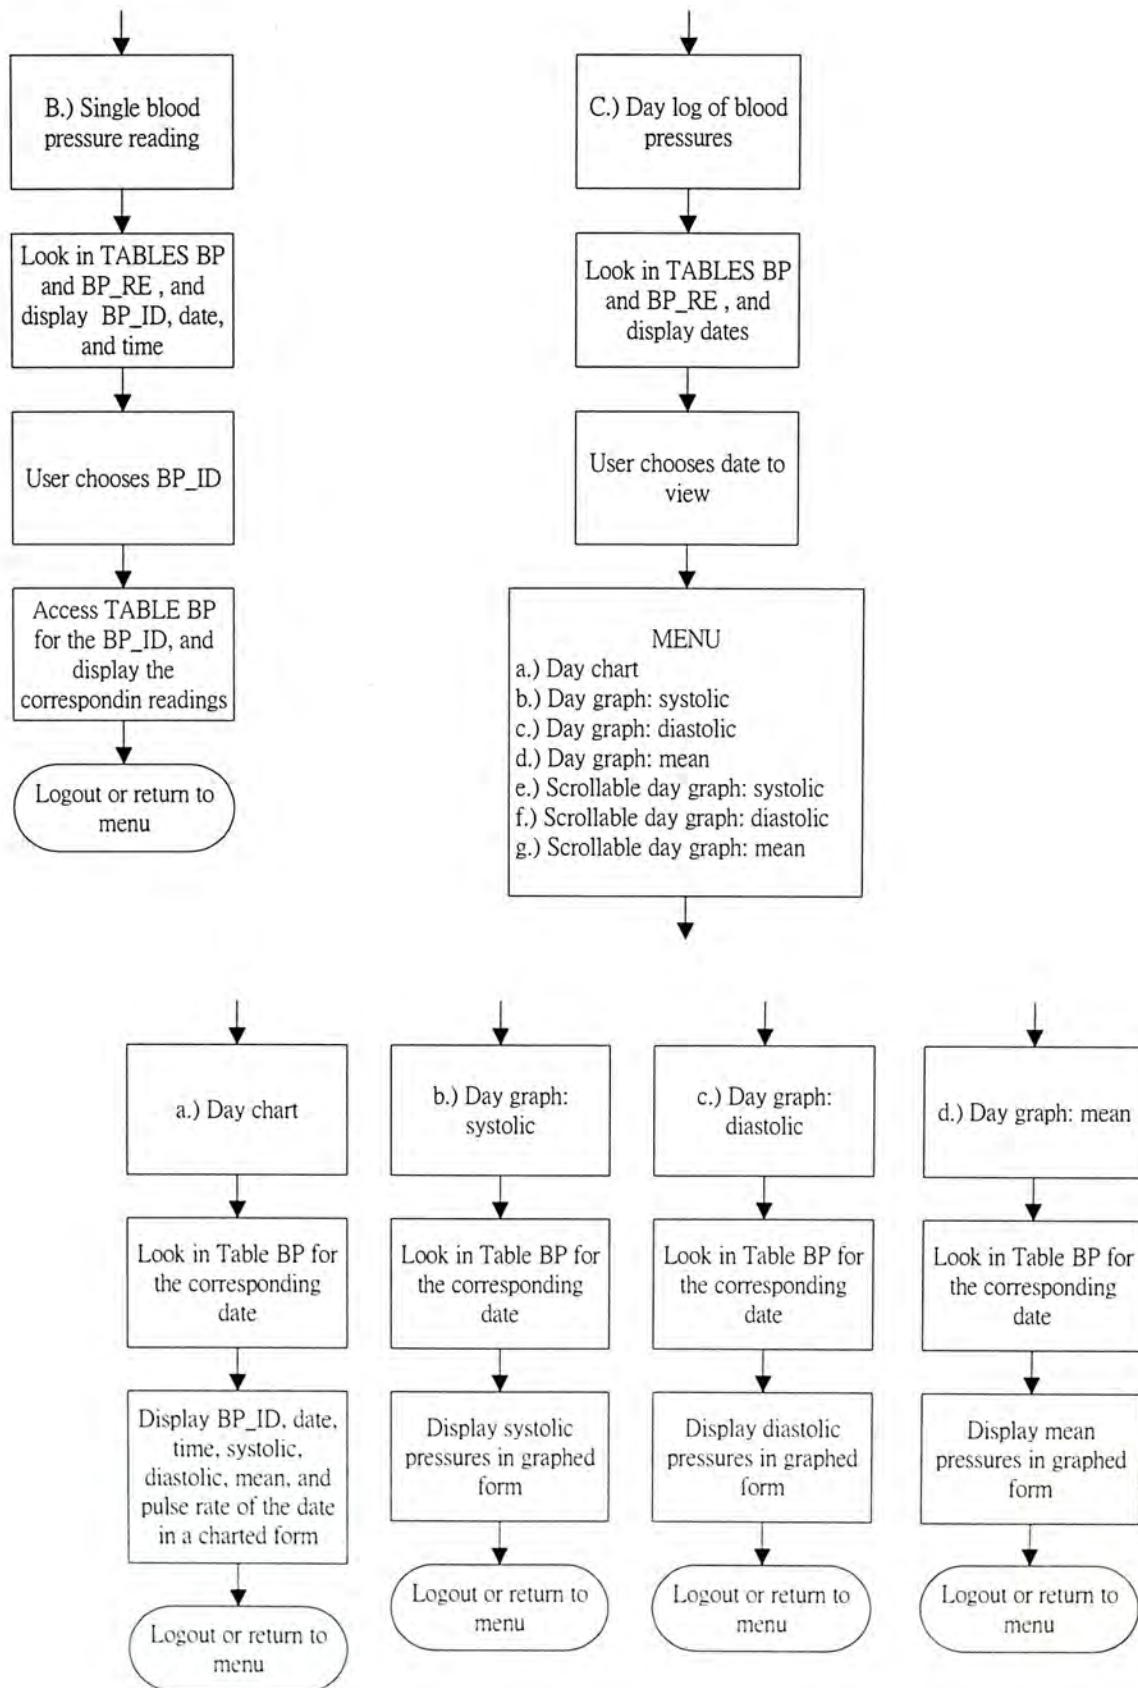 B.) Single blood
pressure reading
Look in TABLES BP
and BP_RE , and
display BP_ID, date,
and time
User chooses BP_ID
Access TABLE BP
for the BP_ID, and
display the
correspondin readings
Logout or return to
menu
C.) Day log of blood
pressures
Look in TABLES BP
and BP_RE , and
display dates
User chooses date to
view
MENU
a.) Day chart
b.) Day graph: systolic
c.) Day graph: diastolic
d.) Day graph: mean
e.) Scrollable day graph: systolic
f.) Scrollable day graph: diastolic
g.) Scrollable day graph: mean
a.) Day chart
Look in Table BP for
the corresponding
date
Display BP_ID, date,
time, systolic,
diastolic, mean, and
pulse rate of the date
in a charted form
Logout or return to
menu
b.) Day graph:
systolic
Look in Table BP for
the corresponding
date
Display systolic
pressures in graphed
form
Logout or return to
menu
c.) Day graph:
diastolic
Look in Table BP for
the corresponding
date
Display diastolic
pressures in graphed
form
Logout or return to
menu
d.) Day graph: mean
Look in Table BP for
the corresponding
date
Display mean
pressures in graphed
form
Logout or return to
menu